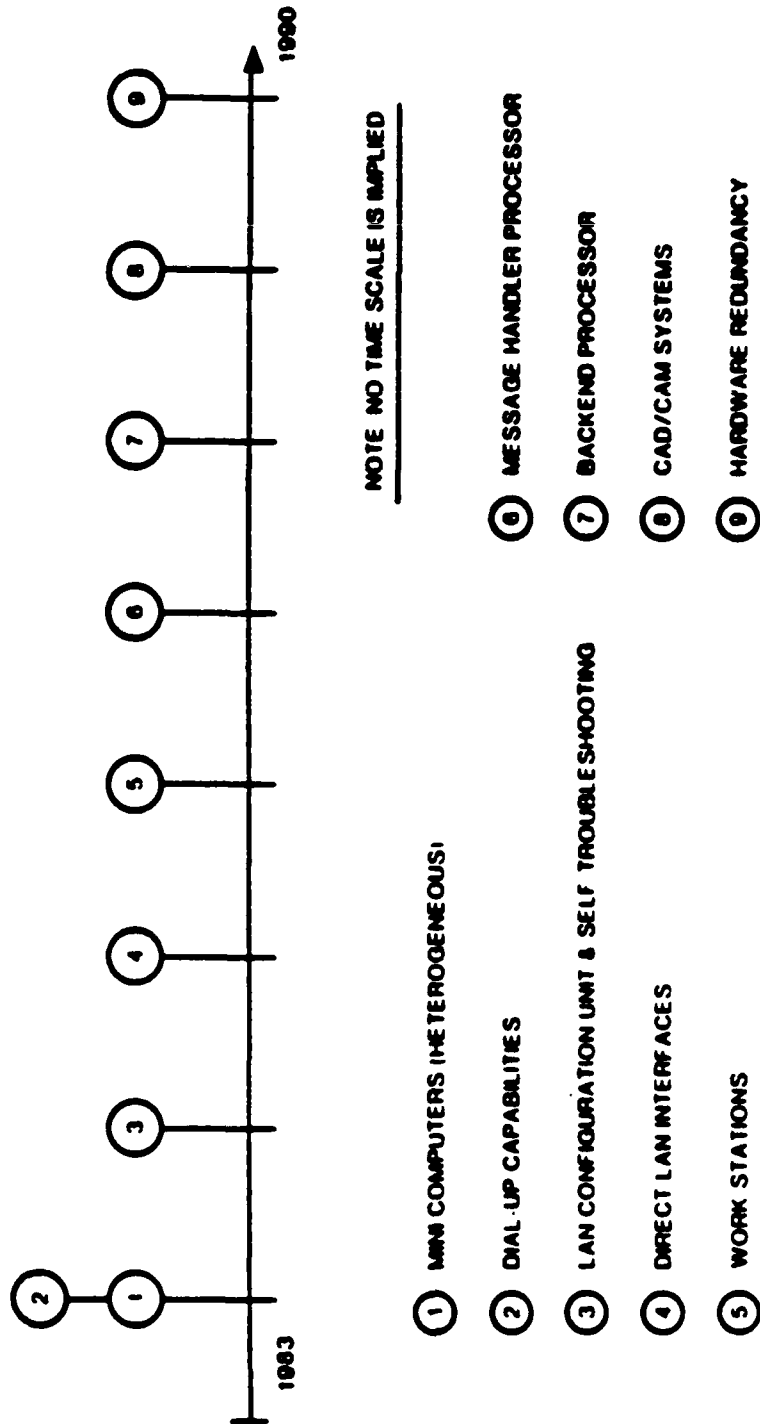 2
1
3
4
5
6
7
8
9
1983
1990
NOTE NO TIME SCALE IS IMPLIED
1 MINI COMPUTERS (HETEROGENEOUS)
2 DIAL-UP CAPABILITIES
3 LAN CONFIGURATION UNIT & SELF TROUBLESHOOTING
4 DIRECT LAN INTERFACES
5 WORK STATIONS
6 MESSAGE HANDLER PROCESSOR
7 BACKEND PROCESSOR
8 CAD/CAM SYSTEMS
9 HARDWARE REDUNDANCY